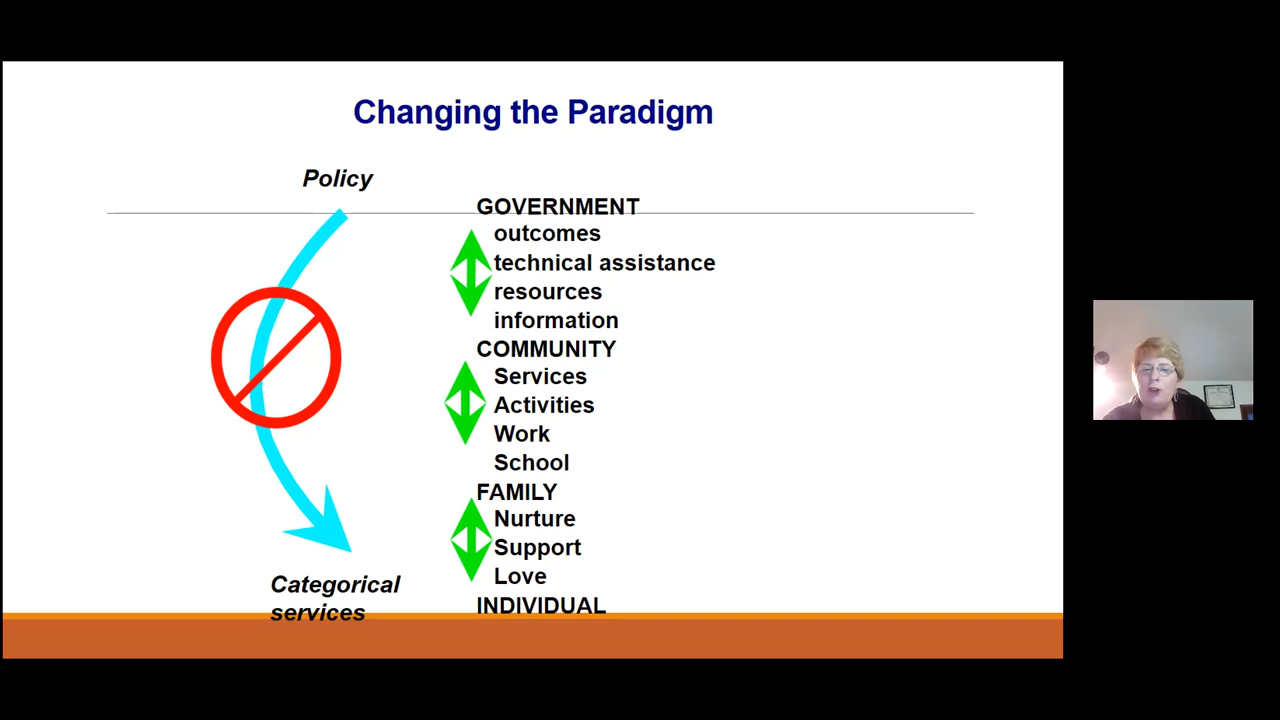 Changing the Paradigm
Policy
GOVERNMENT
outcomes
technical assistance
resources
information
COMMUNITY
Services
Activities
Work
School
FAMILY
Nurture
Support
Love
INDIVIDUAL
Categorical
services